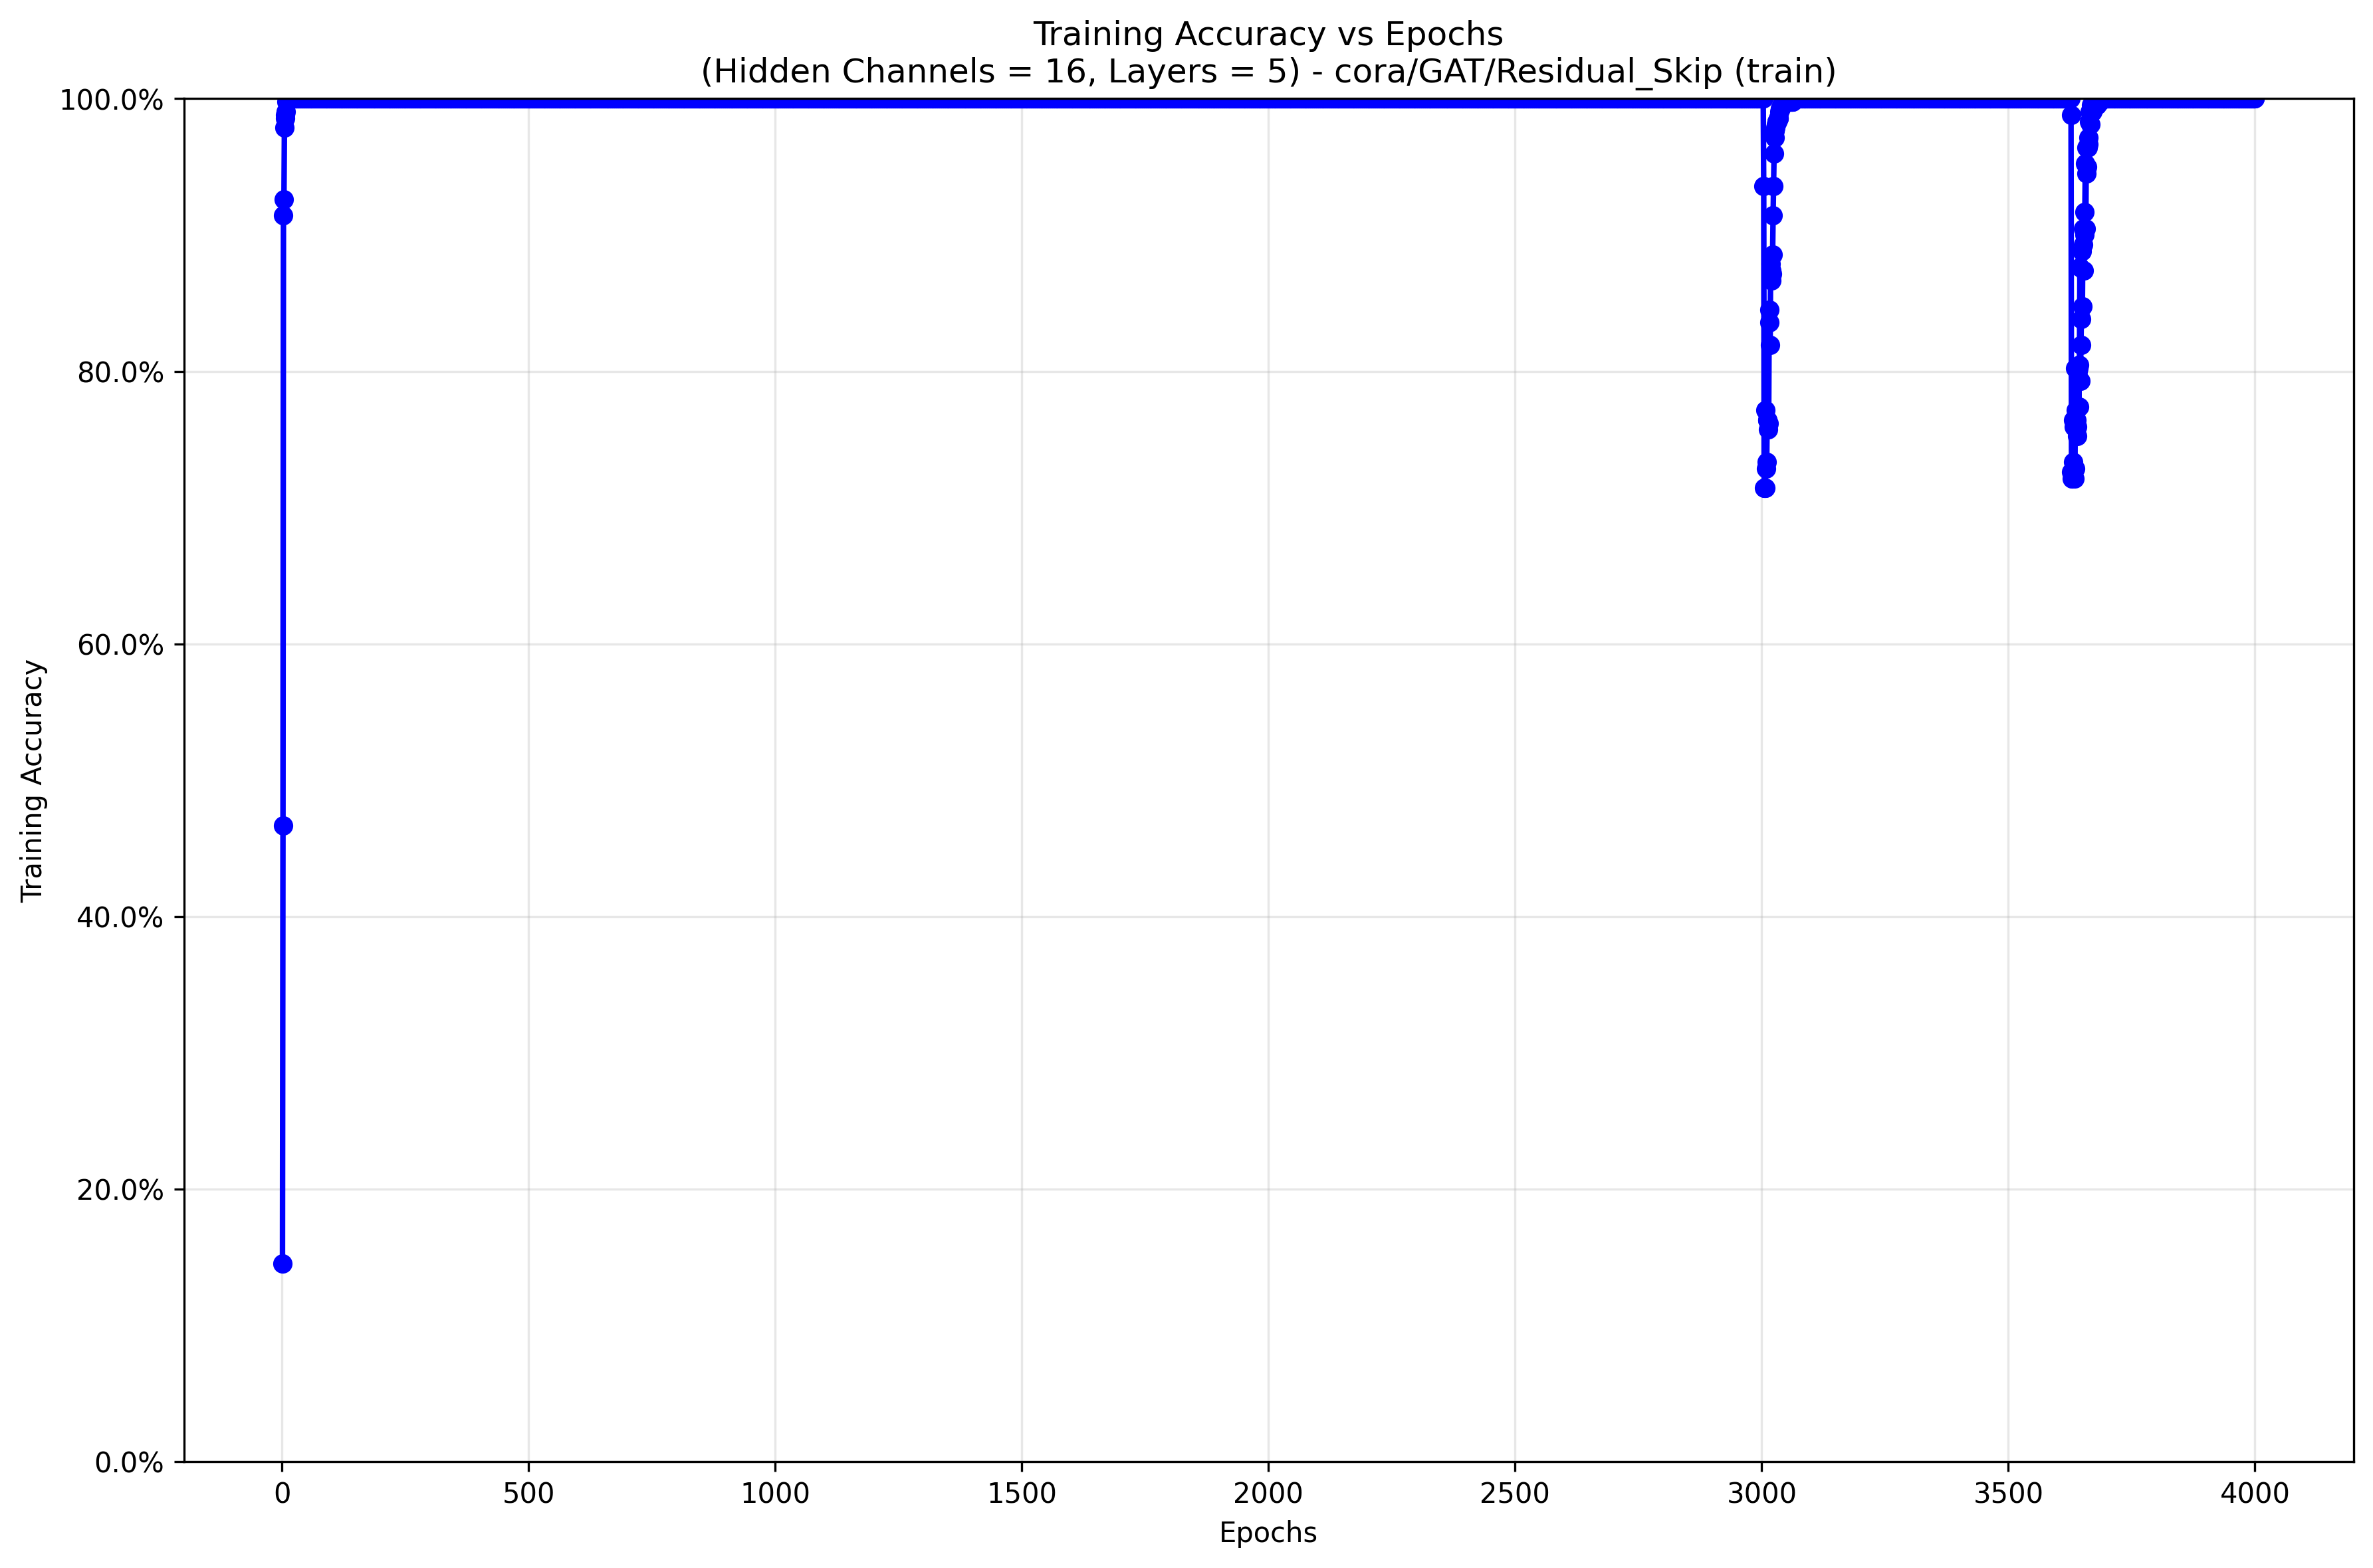 Training Accuracy vs Epochs
(Hidden Channels = 16, Layers = 5) - cora/GAT/Residual_Skip (train)
100.0%
80.0%
60.0%
40.0%
20.0%
0.0%
Training Accuracy
0 500 1000 1500 2000 2500 3000 3500 4000
Epochs